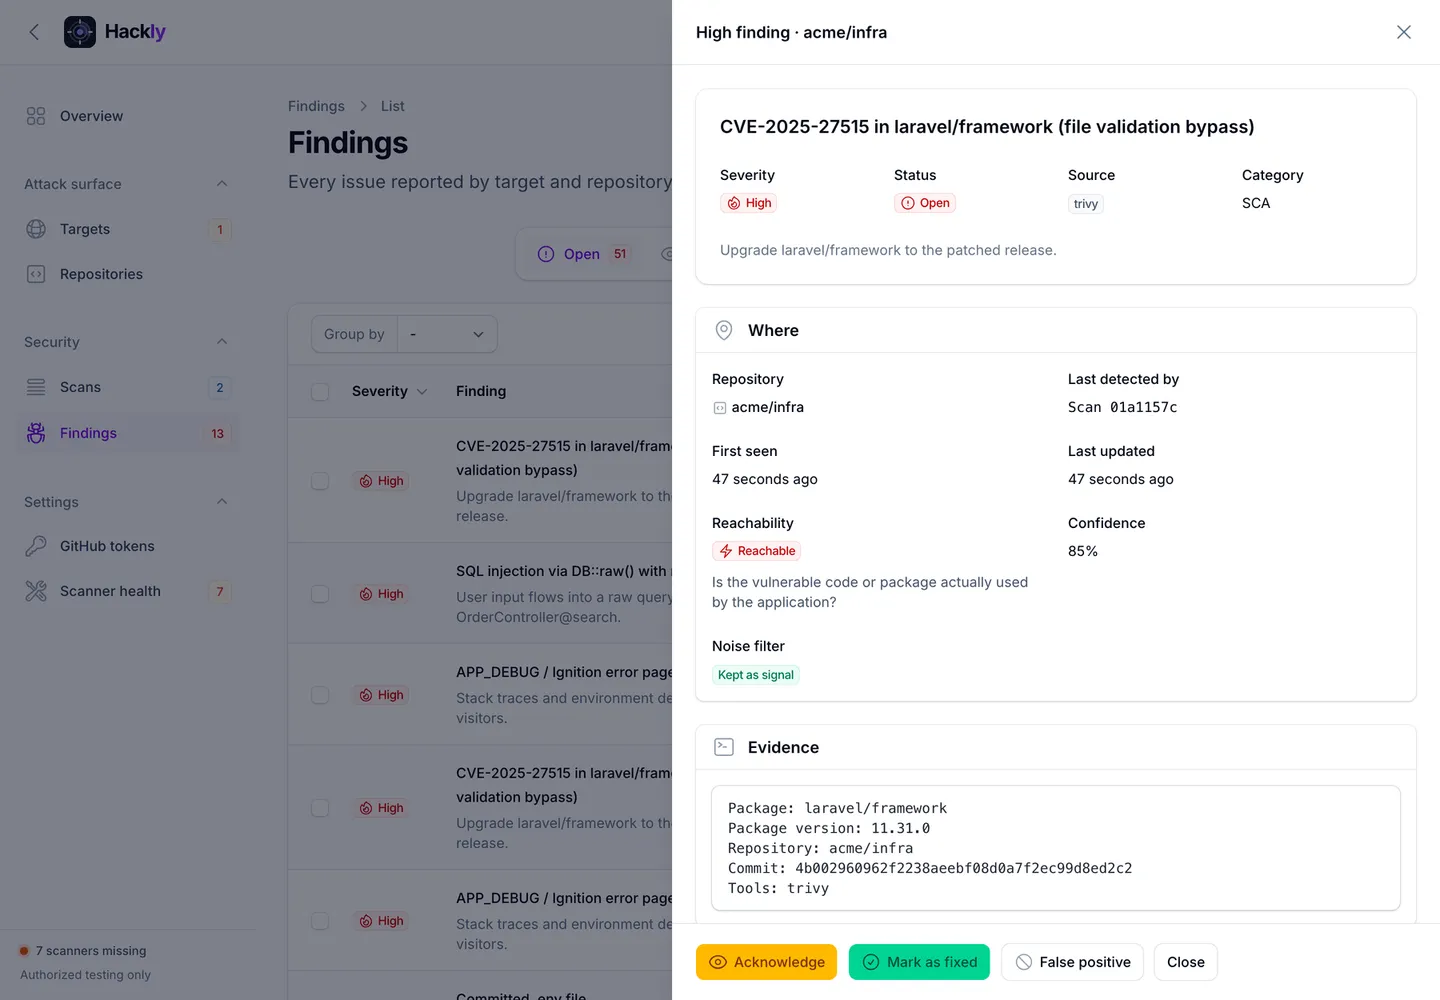 Hackly
Overview
Attack surface
Targets 1
Repositories
Security
Scans 2
Findings 13
Settings
GitHub tokens
Scanner health 7
7 scanners missing
Authorized testing only
Findings > List
Findings
Every issue reported by target and repository
Open 51
Group by -
Severity Finding
High
CVE-2025-27515 in laravel/fram
validation bypass)
Upgrade laravel/framework to th
release.
High
SQL injection via DB::raw() with
User input flows into a raw query
OrderController@search.
High
APP_DEBUG / Ignition error page
Stack traces and environment de
visitors.
High
CVE-2025-27515 in laravel/fram
validation bypass)
Upgrade laravel/framework to th
release.
High
APP_DEBUG / Ignition error page
Stack traces and environment de
visitors.
Committed .env file
High finding · acme/infra
CVE-2025-27515 in laravel/framework (file validation bypass)
Severity Status Source Category
High Open trivy SCA
Upgrade laravel/framework to the patched release.
Where
Repository Last detected by
acme/infra Scan 01a1157c
First seen Last updated
47 seconds ago 47 seconds ago
Reachability Confidence
Reachable 85%
Is the vulnerable code or package actually used
by the application?
Noise filter
Kept as signal
Evidence
Package: laravel/framework
Package version: 11.31.0
Repository: acme/infra
Commit: 4b002960962f2238aeebf08d0a7f2ec99d8ed2c2
Tools: trivy
Acknowledge Mark as fixed False positive Close